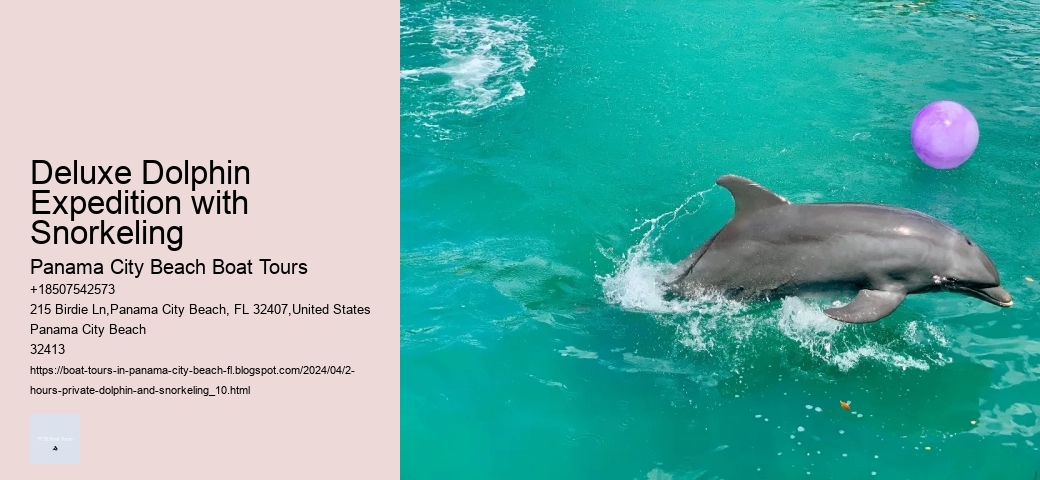 Deluxe Dolphin
Expedition with
Snorkeling
Panama City Beach Boat Tours
+18507542573
215 Birdie Ln,Panama City Beach, FL 32407,United States
Panama City Beach
32413
https://boat-tours-in-panama-city-beach-fl.blogspot.com/2024/04/2-
hours-private-dolphin-and-snorkeling_10.html